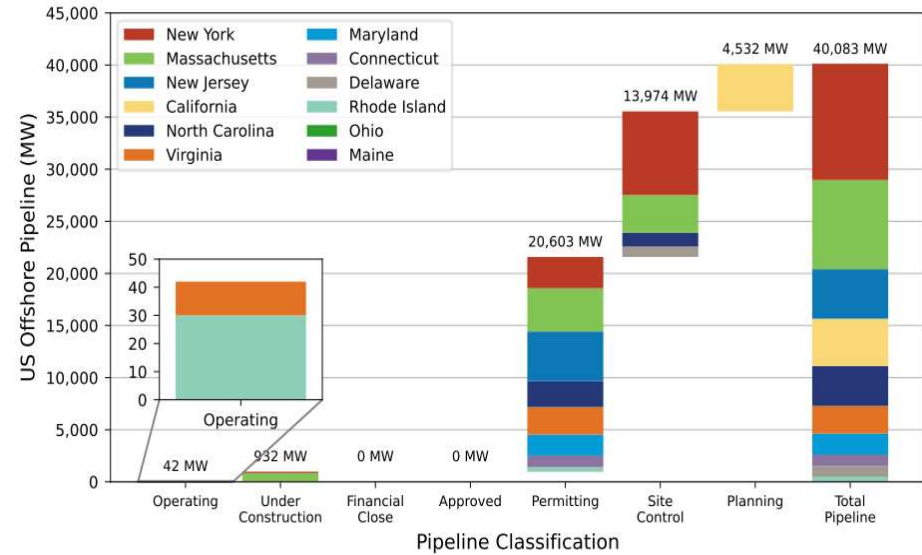 US Offshore Pipeline (MW)
45,000
40,000
35,000
30,000
25,000
20,000
15,000
10,000
5,000
0
New York
Massachusetts
New Jersey
California
North Carolina
Virginia
Maryland
Connecticut
Delaware
Rhode Island
Ohio
Maine
50
40
30
20
10
0
Operating
42 MW
932 MW
0 MW
0 MW
20,603 MW
13,974 MW
4,532 MW
40,083 MW
Operating
Under
Construction
Financial
Close
Approved
Permitting
Site
Control
Planning
Total
Pipeline
Pipeline Classification